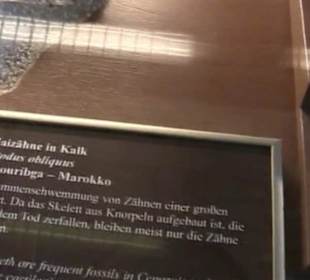 aizähne in Kalk
odus obliquus
ouribga – Marokko
mmenschwemmung von Zähnen einer großen
t. Da das Skelett aus Knorpeln aufgebaut ist, die
dem Tod zerfallen, bleiben meist nur die Zähne
n.
eth are frequent fossils in